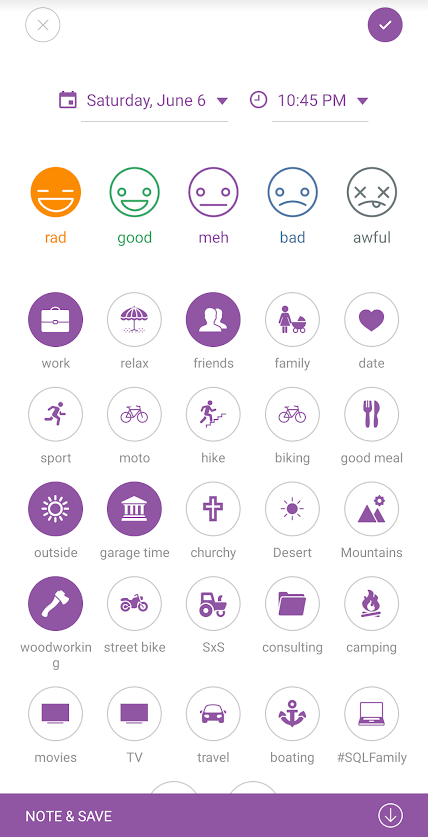 Saturday, June 6 10:45 PM
rad good meh bad awful
work relax friends family date
sport moto hike biking good meal
outside garage time churchy Desert Mountains
woodworkin street bike SxS consulting camping
g
movies TV travel boating #SQLFamily
NOTE & SAVE